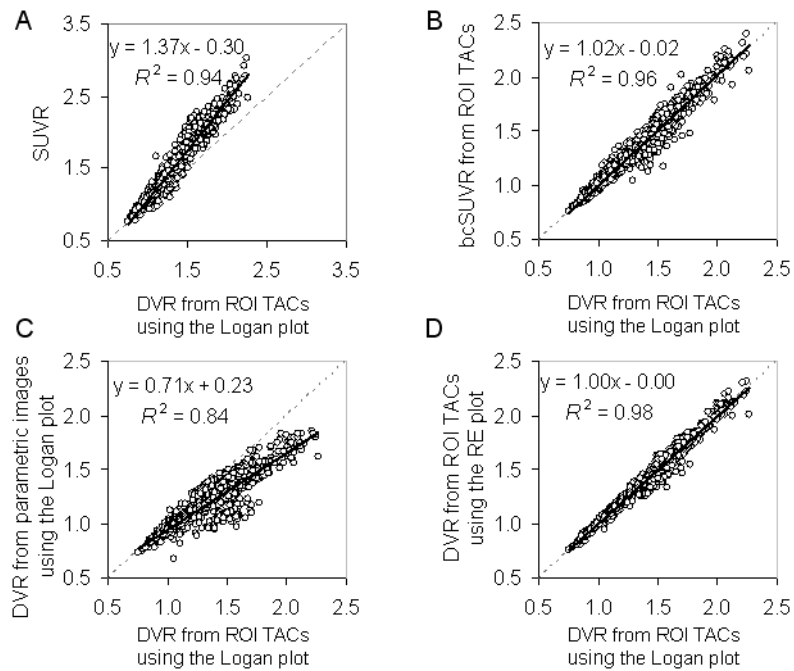 A
3.5
2.5
1.5
0.5
SUVR
y = 1.37x - 0.30
R² = 0.94
0.5 1.5 2.5 3.5
DVR from ROI TACs
using the Logan plot
B
2.5
2.0
1.5
1.0
0.5
bcSUVR from ROI TACs
y = 1.02x - 0.02
R² = 0.96
0.5 1.0 1.5 2.0 2.5
DVR from ROI TACs
using the Logan plot
C
2.5
2.0
1.5
1.0
0.5
DVR from parametric images
using the Logan plot
y = 0.71x + 0.23
R² = 0.84
0.5 1.0 1.5 2.0 2.5
DVR from ROI TACs
using the Logan plot
D
2.5
2.0
1.5
1.0
0.5
DVR from ROI TACs
using the RE plot
y = 1.00x - 0.00
R² = 0.98
0.5 1.0 1.5 2.0 2.5
DVR from ROI TACs
using the Logan plot